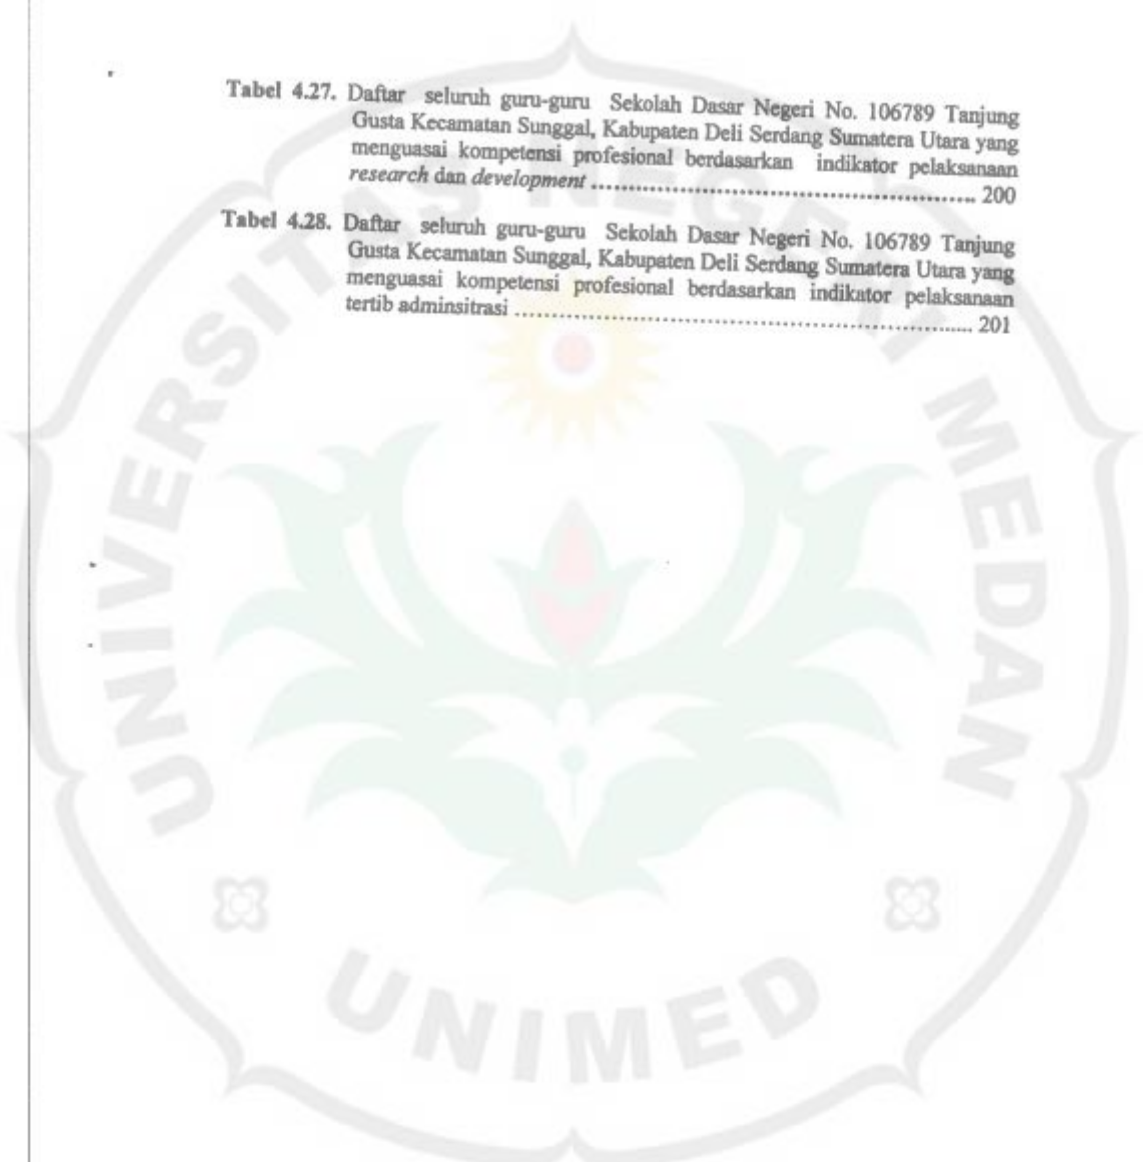 Tabel 4.27. Daftar seluruh guru-guru Sekolah Dasar Negeri No. 106789 Tanjung
Gusta Kecamatan Sunggal, Kabupaten Deli Serdang Sumatera Utara yang
menguasai kompetensi profesional berdasarkan indikator pelaksanaan
research dan development ................................................................ 200
Tabel 4.28. Daftar seluruh guru-guru Sekolah Dasar Negeri No. 106789 Tanjung
Gusta Kecamatan Sunggal, Kabupaten Deli Serdang Sumatera Utara yang
menguasai kompetensi profesional berdasarkan indikator pelaksanaan
tertib adminsitrasi ............................................................................ 201
UNIVERSITAS NEGERI MEDAN
UNIMED